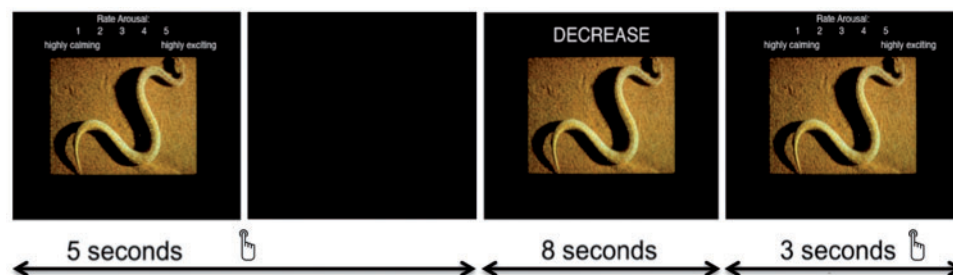 Rate Arousal:
1 2 3 4 5
highly calming highly exciting
DECREASE
Rate Arousal:
1 2 3 4 5
highly calming highly exciting
5 seconds
8 seconds
3 seconds